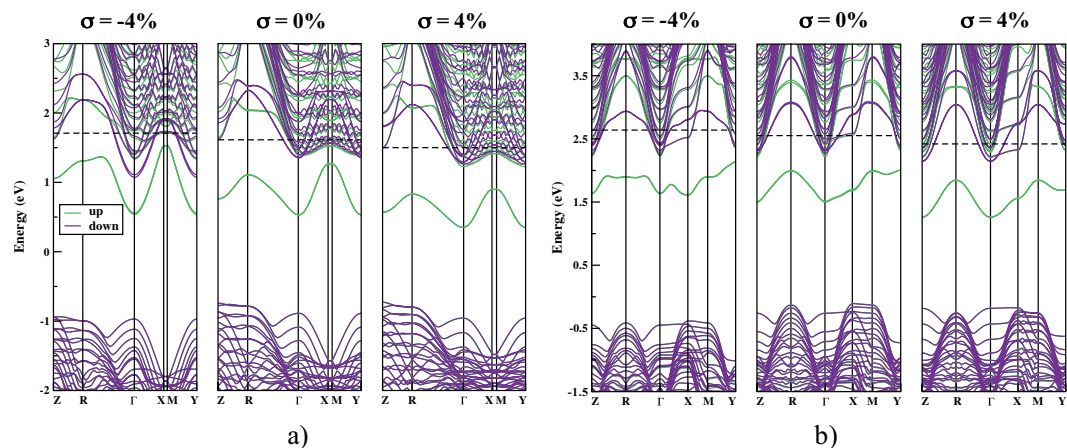 σ = -4%
σ = 0%
σ = 4%
Energy (eV)
3
2
1
0
-1
-2
up
down
Z R Γ X M Y
Z R Γ X M Y
Z R Γ X M Y
a)
σ = -4%
σ = 0%
σ = 4%
Energy (eV)
3.5
2.5
1.5
0.5
-0.5
-1.5
Z R Γ X M Y
Z R Γ X M Y
Z R Γ X M Y
b)